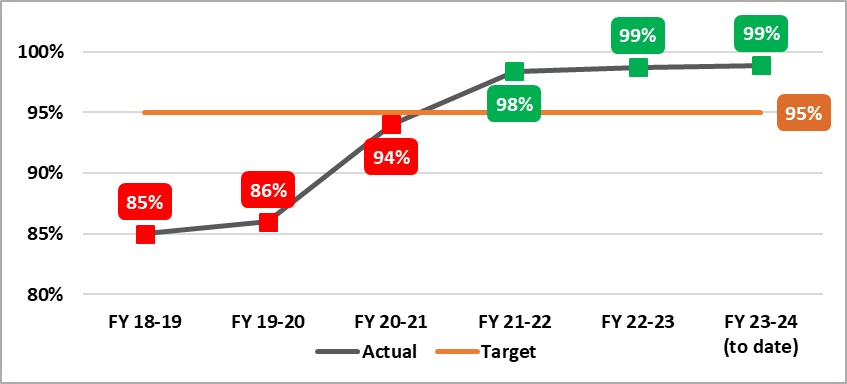 99%
99%
100%
98%
95%
95%
94%
90%
86%
85%
85%
80%
FY 18-19
FY 19-20
FY 20-21
FY 21-22
FY 22-23
FY 23-24
(to date)
Actual
Target